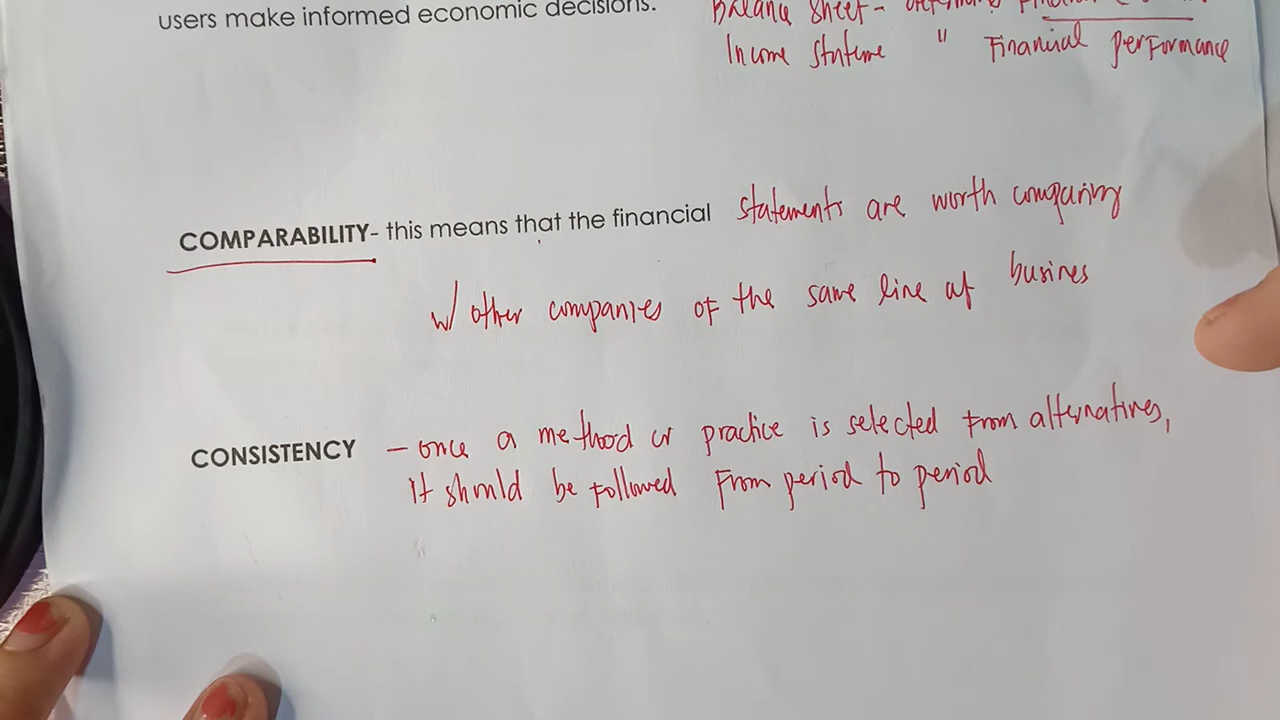 users make informed economic decisions.
Balance Sheet -
Income Stateme " Financial performance
COMPARABILITY- this means that the financial statements are worth comparing
w/ other companies of the same line of busines
CONSISTENCY - once a method or practice is selected from alternatives,
it should be followed from period to period